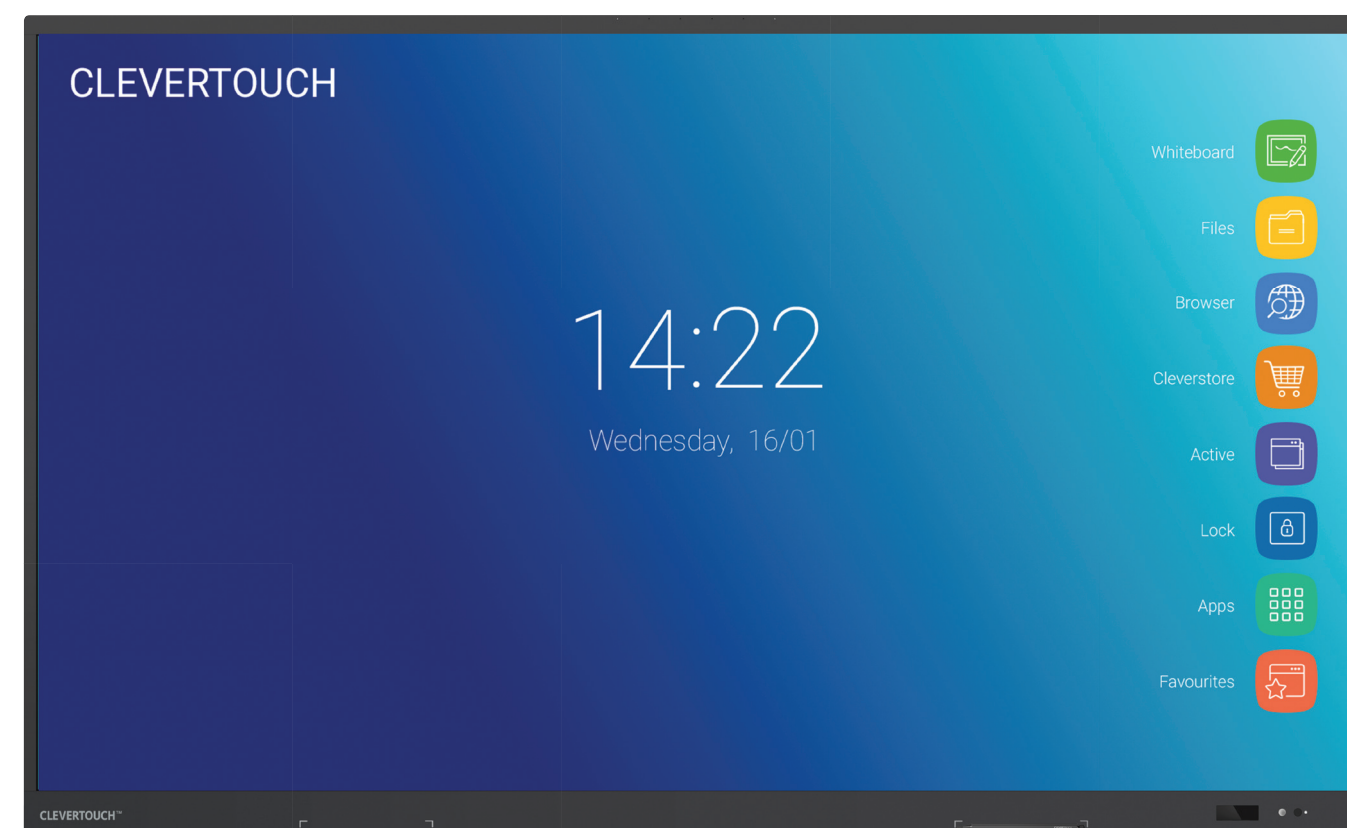 CLEVERTOUCH
Whiteboard
Files
Browser
14:22
Cleverstore
Wednesday, 16/01
Active
Lock
Apps
Favourites
CLEVERTOUCH™